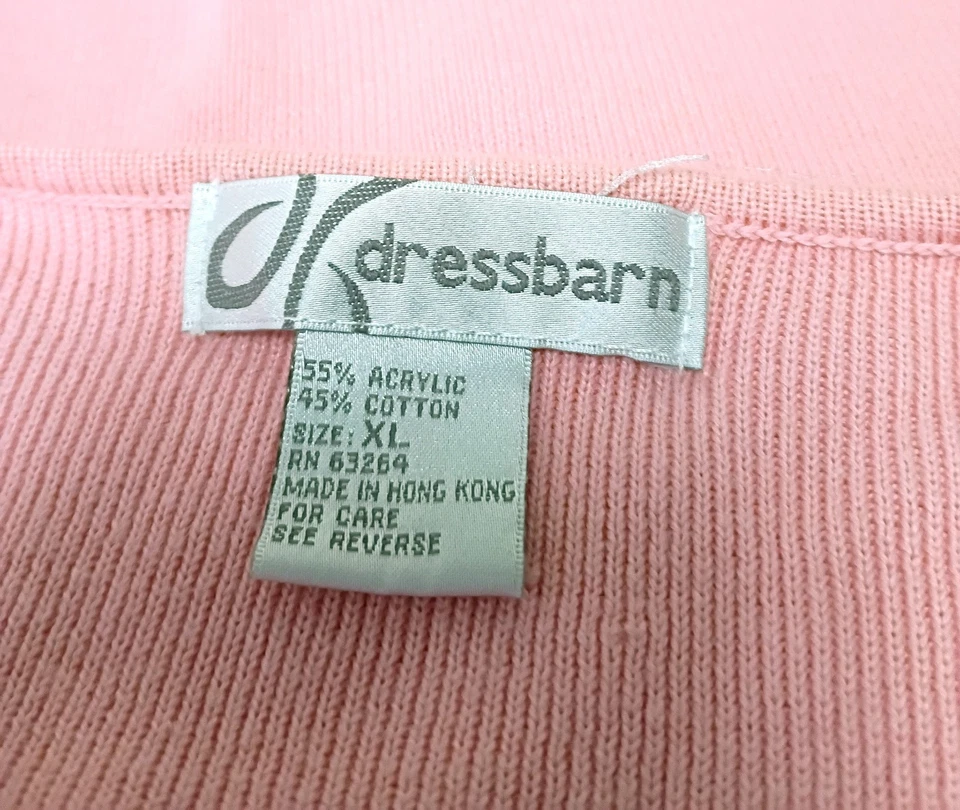 dressbarn
55% ACRYLIC
45% COTTON
SIZE: XL
RN 63264
MADE IN HONG KONG
FOR CARE
SEE REVERSE